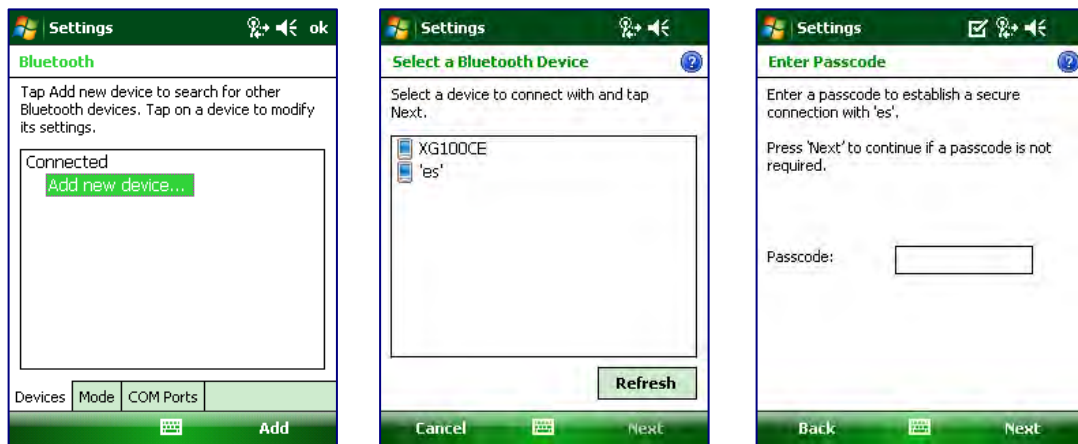 Settings
ok
Bluetooth
Tap Add new device to search for other
Bluetooth devices. Tap on a device to modify
its settings.
Connected
Add new device...
Devices
Mode
COM Ports
Add
Settings
Select a Bluetooth Device
?
Select a device to connect with and tap
Next.
XG100CE
'es'
Refresh
Cancel
Next
Settings
Enter Passcode
?
Enter a passcode to establish a secure
connection with 'es'.
Press 'Next' to continue if a passcode is not
required.
Passcode:
Back
Next